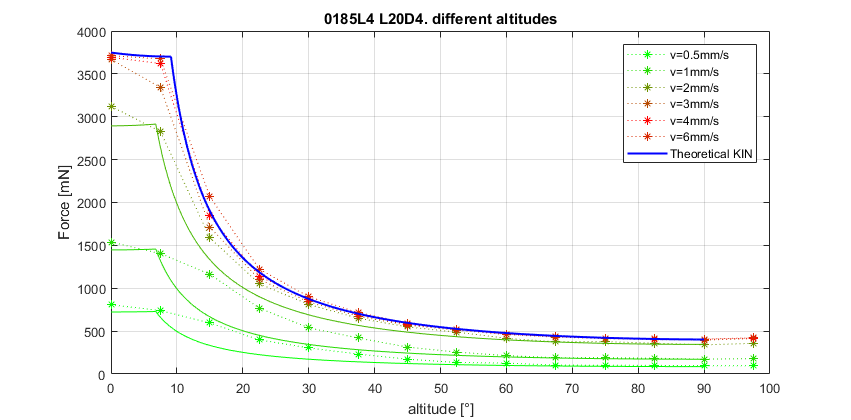 0185L4 L20D4. different altitudes
4000
3500
3000
2500
2000
1500
1000
500
0
Force [mN]
v=0.5mm/s
v=1mm/s
v=2mm/s
v=3mm/s
v=4mm/s
v=6mm/s
Theoretical KIN
0 10 20 30 40 50 60 70 80 90 100
altitude [°]